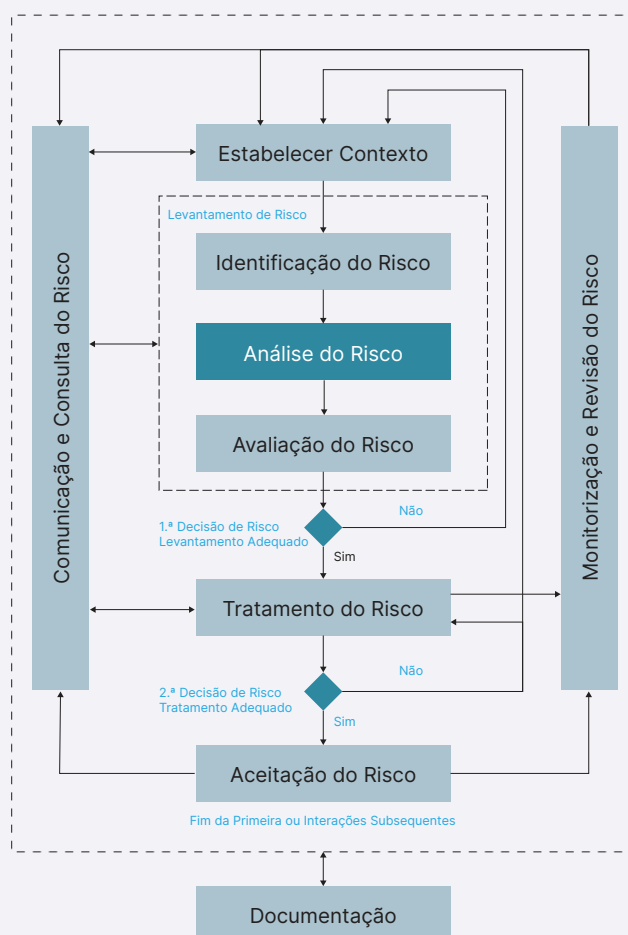 Estabelecer Contexto
Levantamento de Risco
Identificação do Risco
Análise do Risco
Avaliação do Risco
Comunicação e Consulta do Risco
Monitorização e Revisão do Risco
Não
1.ª Decisão de Risco
Levantamento Adequado
Sim
Tratamento do Risco
Não
2.ª Decisão de Risco
Tratamento Adequado
Sim
Aceitação do Risco
Fim da Primeira ou Interações Subsequentes
Documentação